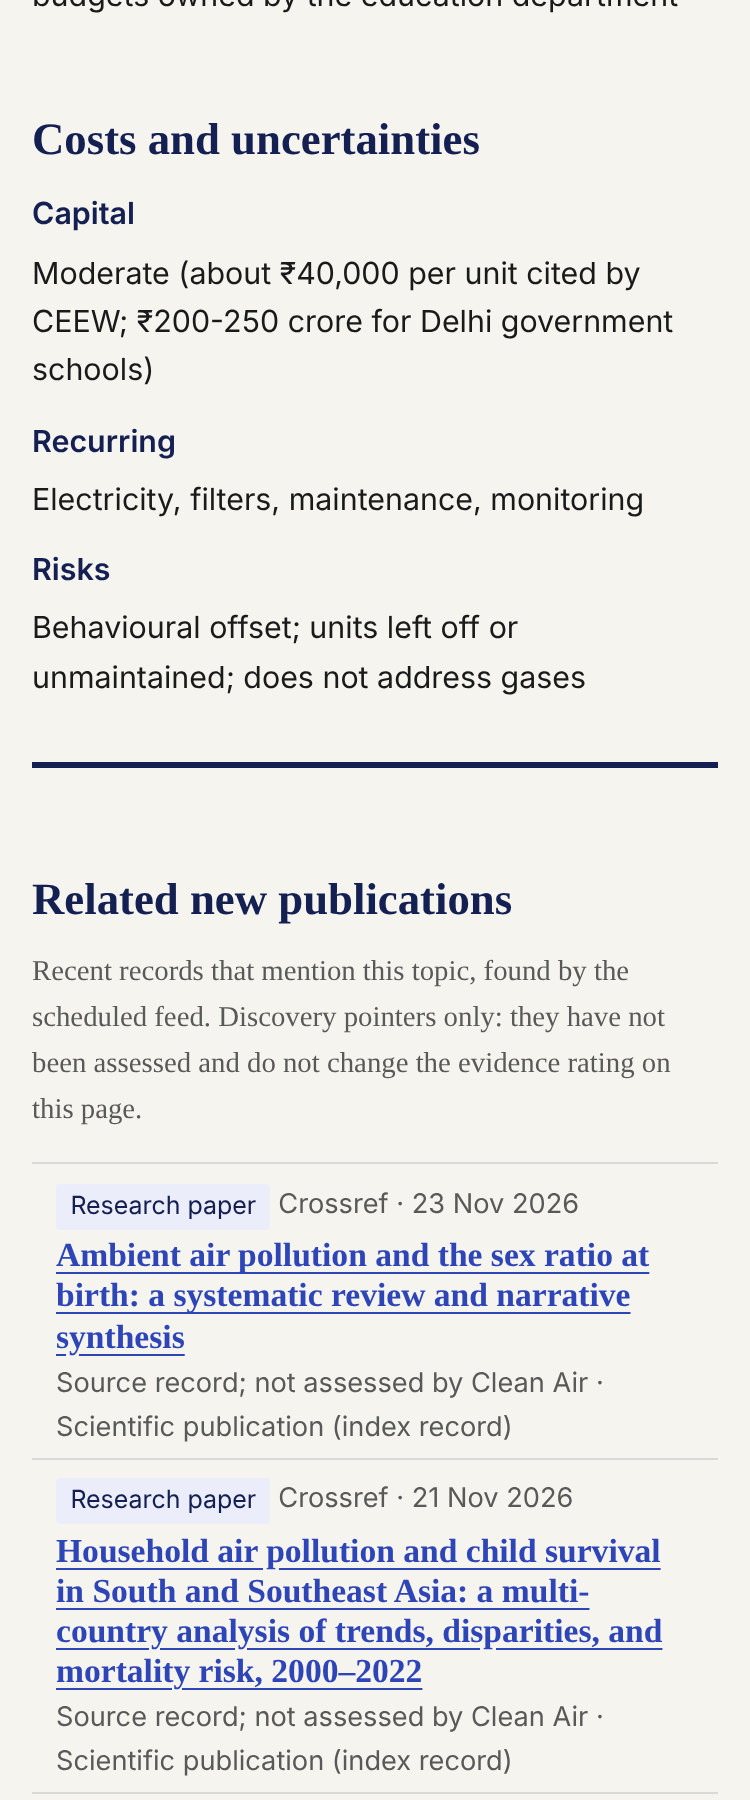 budgets owned by the education department
Costs and uncertainties
Capital
Moderate (about ₹40,000 per unit cited by
CEEW; ₹200-250 crore for Delhi government
schools)
Recurring
Electricity, filters, maintenance, monitoring
Risks
Behavioural offset; units left off or
unmaintained; does not address gases
Related new publications
Recent records that mention this topic, found by the
scheduled feed. Discovery pointers only: they have not
been assessed and do not change the evidence rating on
this page.
Research paper Crossref · 23 Nov 2026
Ambient air pollution and the sex ratio at
birth: a systematic review and narrative
synthesis
Source record; not assessed by Clean Air ·
Scientific publication (index record)
Research paper Crossref · 21 Nov 2026
Household air pollution and child survival
in South and Southeast Asia: a multi-
country analysis of trends, disparities, and
mortality risk, 2000–2022
Source record; not assessed by Clean Air ·
Scientific publication (index record)